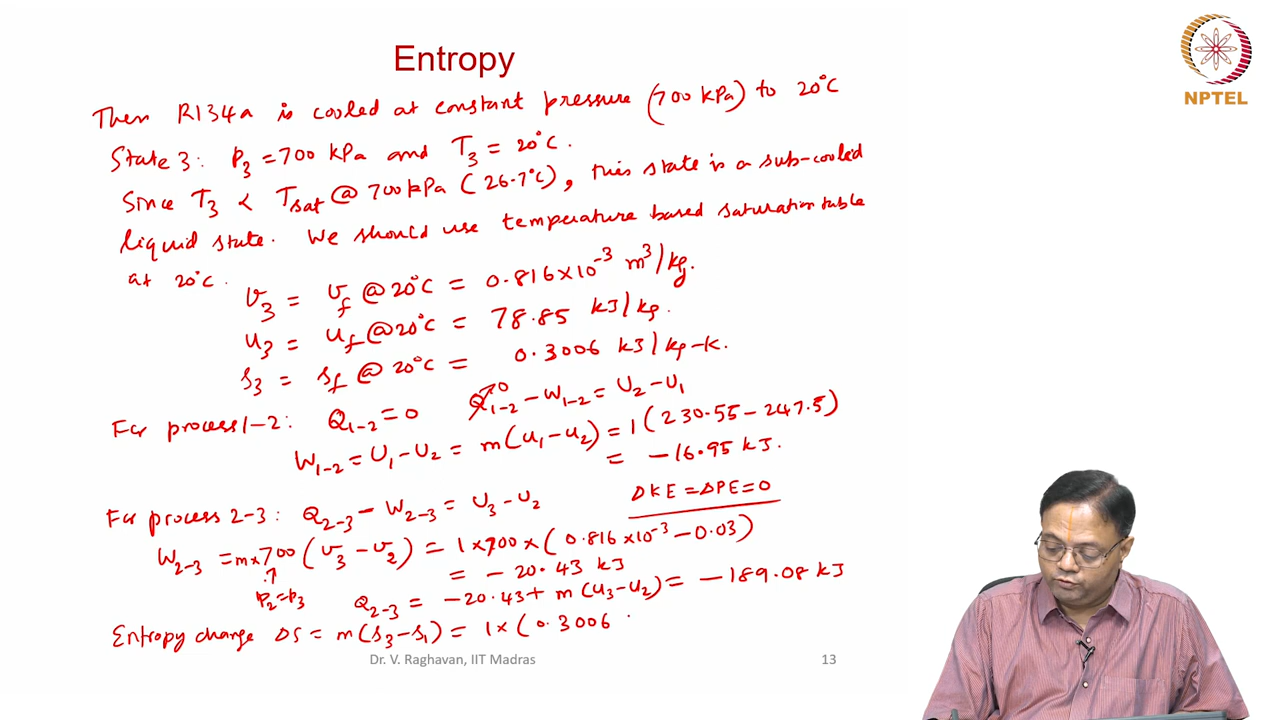 Entropy
NPTEL
Then R134a is cooled at constant pressure (700 kPa) to 20°C
State 3: P₃ = 700 kPa and T₃ = 20°C.
Since T₃ < Tsat @ 700 kPa (26.7°C), this state is a sub-cooled
liquid state. We should use temperature based saturation table
at 20°C.
v₃ = v_f @ 20°C = 0.816×10⁻³ m³/kg.
u₃ = u_f @ 20°C = 78.85 kJ/kg.
s₃ = s_f @ 20°C = 0.3006 kJ/kg-K.
For process 1-2: Q₁₋₂ = 0 Q₁₋₂ 0 - W₁₋₂ = U₂ - U₁
W₁₋₂ = U₁ - U₂ = m(u₁ - u₂) = 1(230.55 - 247.5)
= -16.95 kJ.
ΔKE = ΔPE = 0
For process 2-3: Q₂₋₃ - W₂₋₃ = U₃ - U₂
W₂₋₃ = m×700 (v₃ - v₂) = 1×700×(0.816×10⁻³ - 0.03)
P₂=P₃
= -20.43 kJ
Q₂₋₃ = -20.43 + m(u₃ - u₂) = -189.08 kJ
Entropy change ΔS = m(s₃ - s₁) = 1×(0.3006
Dr. V. Raghavan, IIT Madras
13